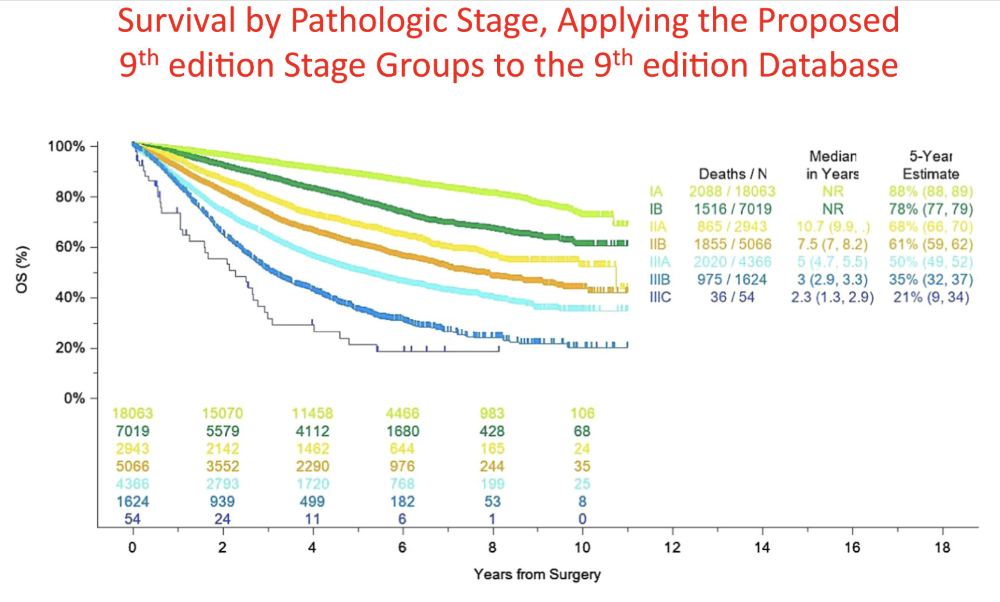 Survival by Pathologic Stage, Applying the Proposed
9th edition Stage Groups to the 9th edition Database
OS (%)
100%
80%
60%
40%
20%
0%
Median 5-Year
Deaths / N in Years Estimate
IA 2088 / 18063 NR 88% (88, 89)
IB 1516 / 7019 NR 78% (77, 79)
IIA 865 / 2943 10.7 (9.9, .) 68% (66, 70)
IIB 1855 / 5066 7.5 (7, 8.2) 61% (59, 62)
IIIA 2020 / 4366 5 (4.7, 5.5) 50% (49, 52)
IIIB 975 / 1624 3 (2.9, 3.3) 35% (32, 37)
IIIC 36 / 54 2.3 (1.3, 2.9) 21% (9, 34)
18063 15070 11458 4466 983 106
7019 5579 4112 1680 428 68
2943 2142 1462 644 165 24
5066 3552 2290 976 244 35
4366 2793 1720 768 199 25
1624 939 499 182 53 8
54 24 11 6 1 0
0 2 4 6 8 10 12 14 16 18
Years from Surgery